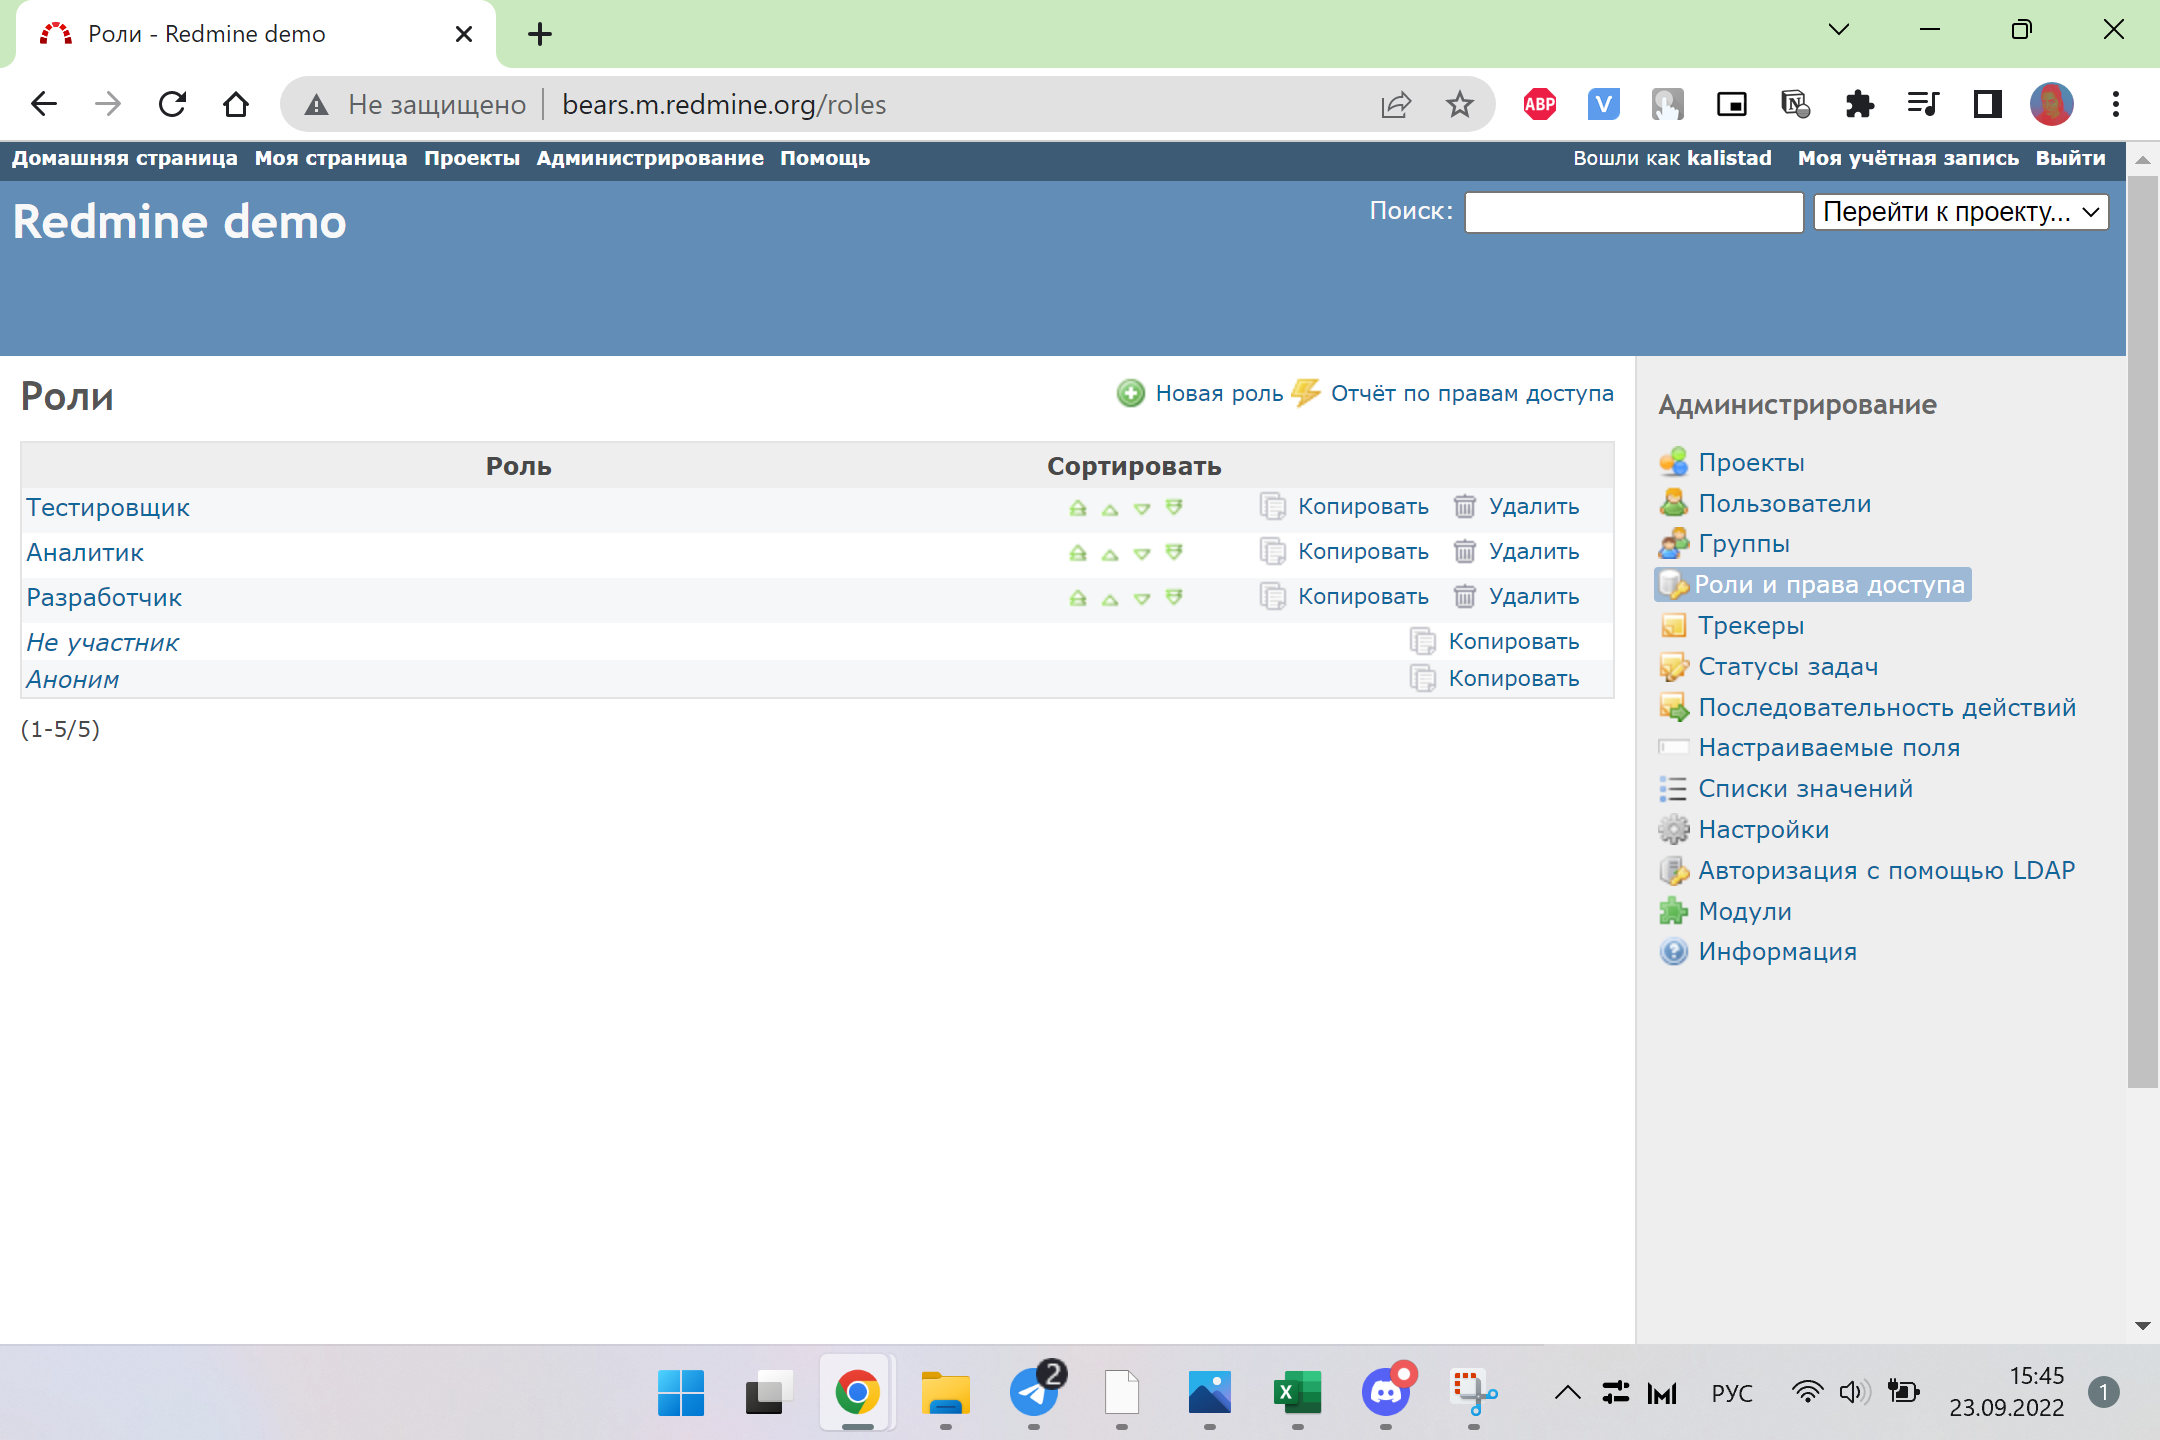 Роли - Redmine demo
Не защищено
bears.m.redmine.org/roles
ABP
V
N
Домашняя страница Моя страница Проекты Администрирование Помощь
Вошли как kalistad Моя учётная запись Выйти
Redmine demo
Поиск:
Перейти к проекту...
Роли
Новая роль Отчёт по правам доступа
Роль Сортировать
Тестировщик Копировать Удалить
Аналитик Копировать Удалить
Разработчик Копировать Удалить
Не участник Копировать
Аноним Копировать
(1-5/5)
Администрирование
Проекты
Пользователи
Группы
Роли и права доступа
Трекеры
Статусы задач
Последовательность действий
Настраиваемые поля
Списки значений
Настройки
Авторизация с помощью LDAP
Модули
Информация
2
X
РУС
15:45
23.09.2022
1